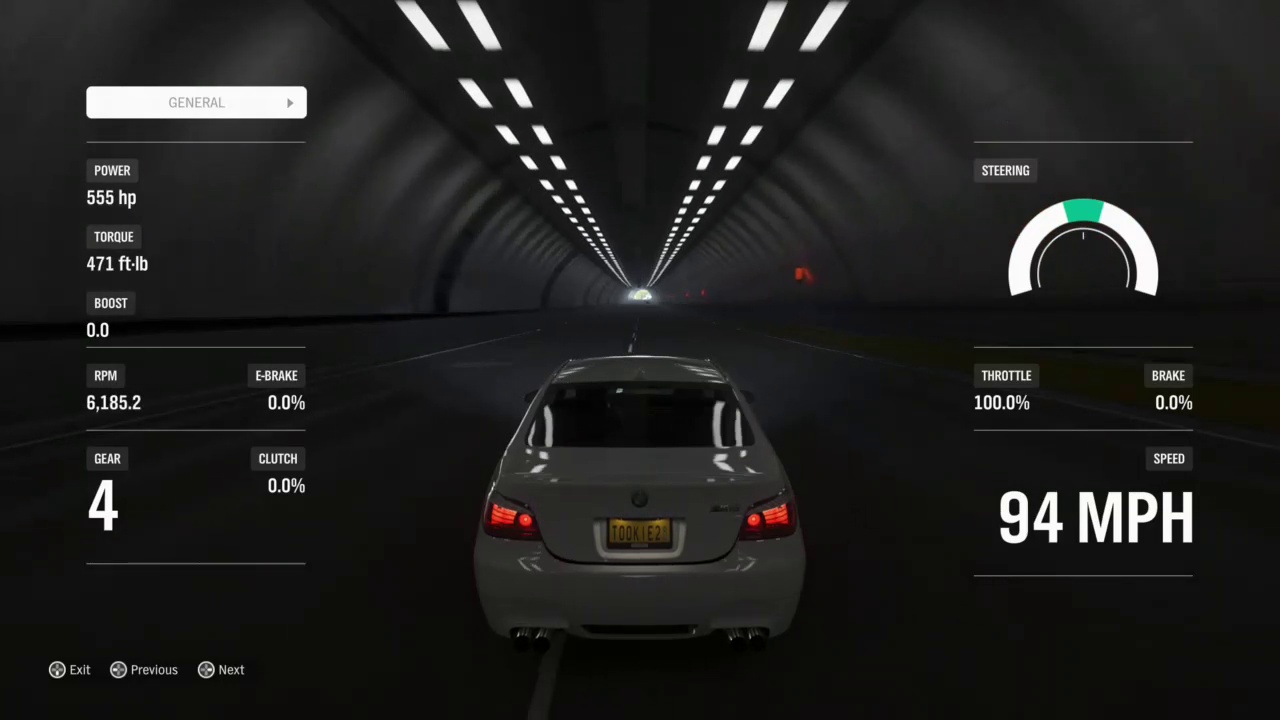 GENERAL
POWER
555 hp
TORQUE
471 ft·lb
BOOST
0.0
RPM
E-BRAKE
6,185.2
0.0%
GEAR
CLUTCH
4
0.0%
STEERING
THROTTLE
BRAKE
100.0%
0.0%
SPEED
94 MPH
TOOKIE2
Exit
Previous
Next